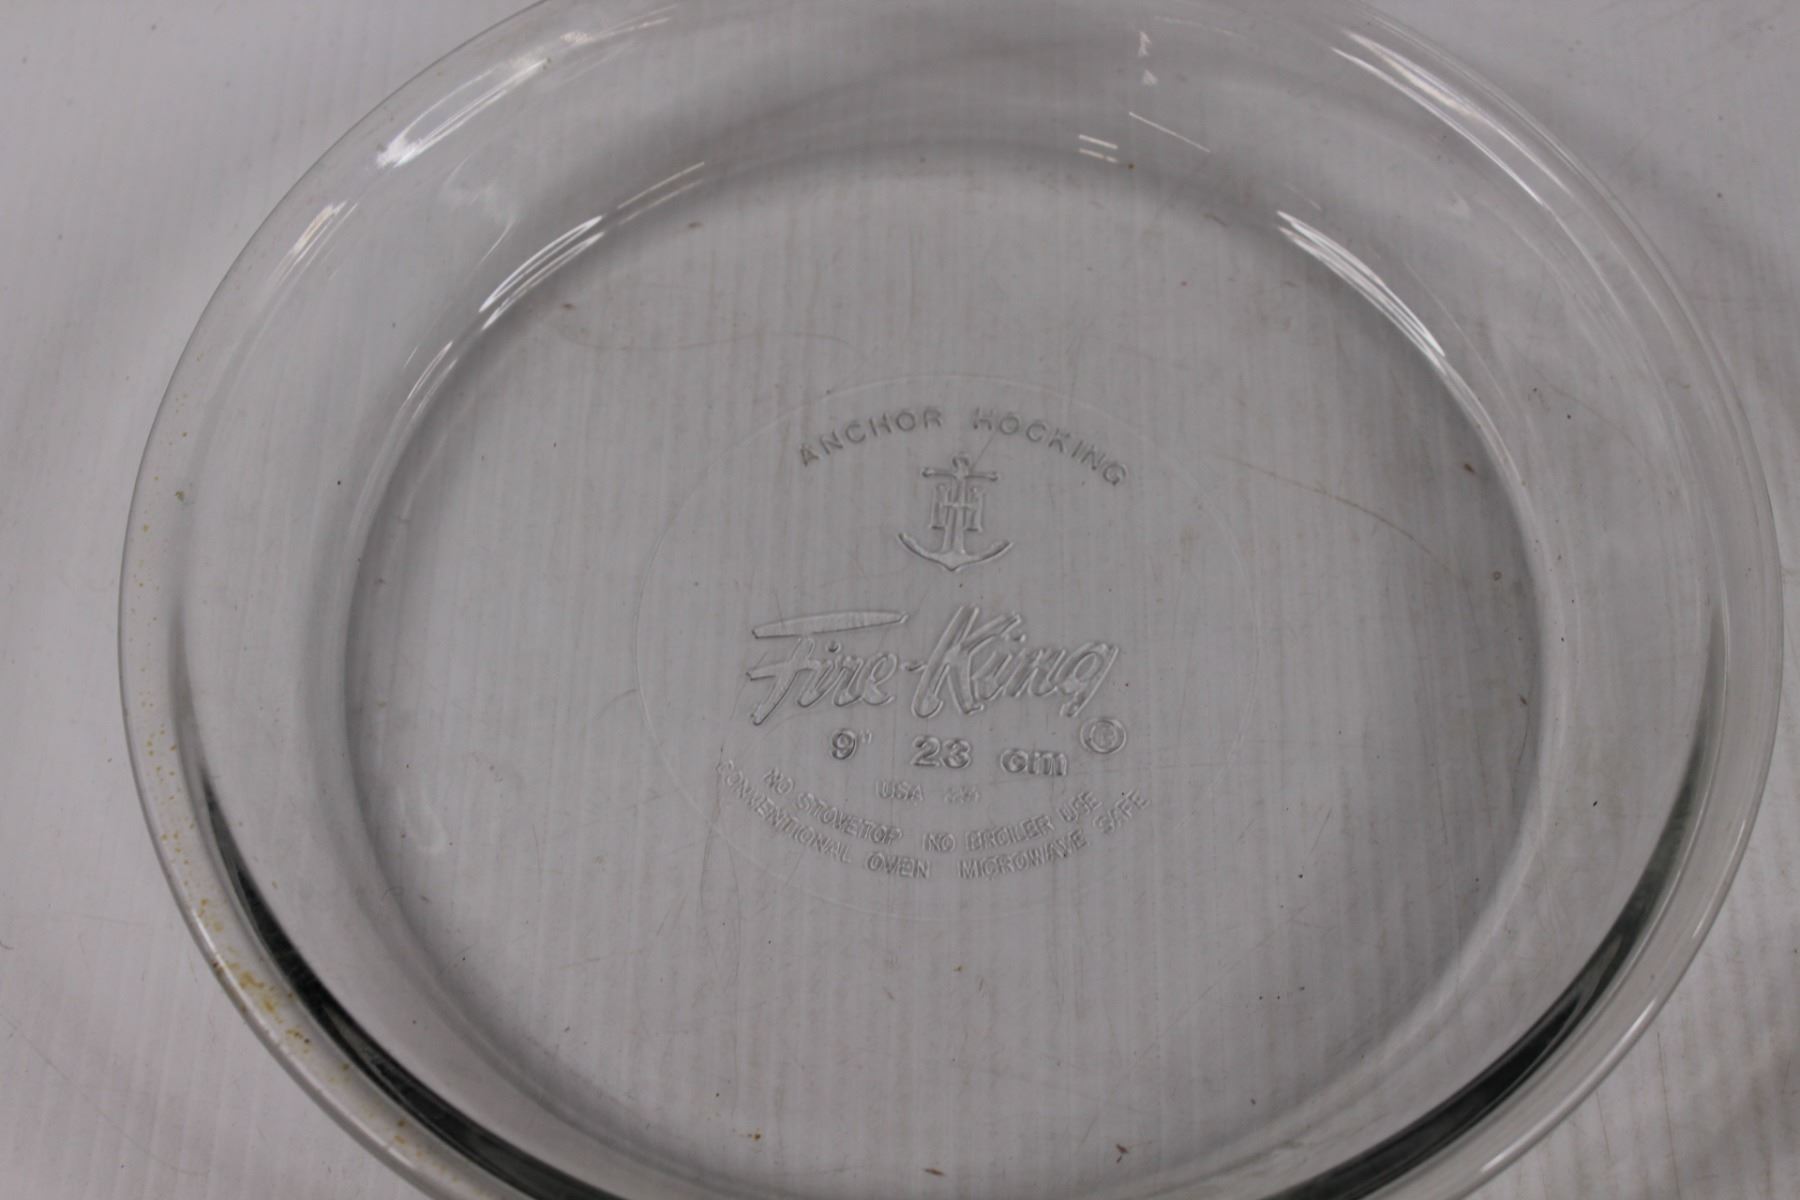 ANCHOR HOCKING
H
Fire-King ®
9" 23 cm
USA
NO STOVETOP NO BROILER USE
CONVENTIONAL OVEN MICROWAVE SAFE